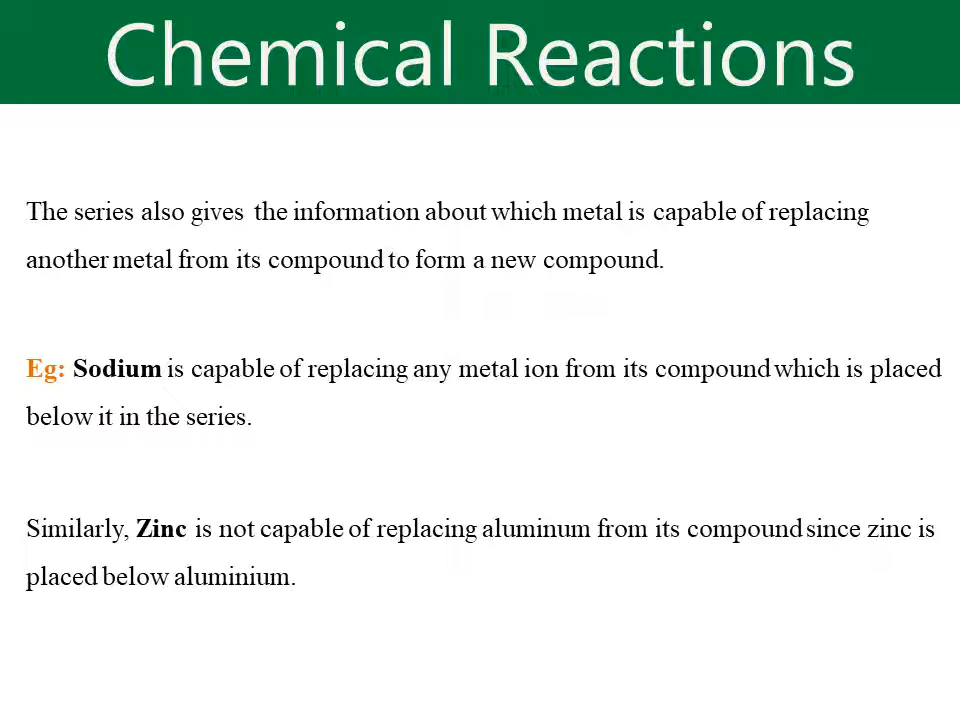 Chemical Reactions
The series also gives the information about which metal is capable of replacing
another metal from its compound to form a new compound.
Eg: Sodium is capable of replacing any metal ion from its compound which is placed
below it in the series.
Similarly, Zinc is not capable of replacing aluminum from its compound since zinc is
placed below aluminium.